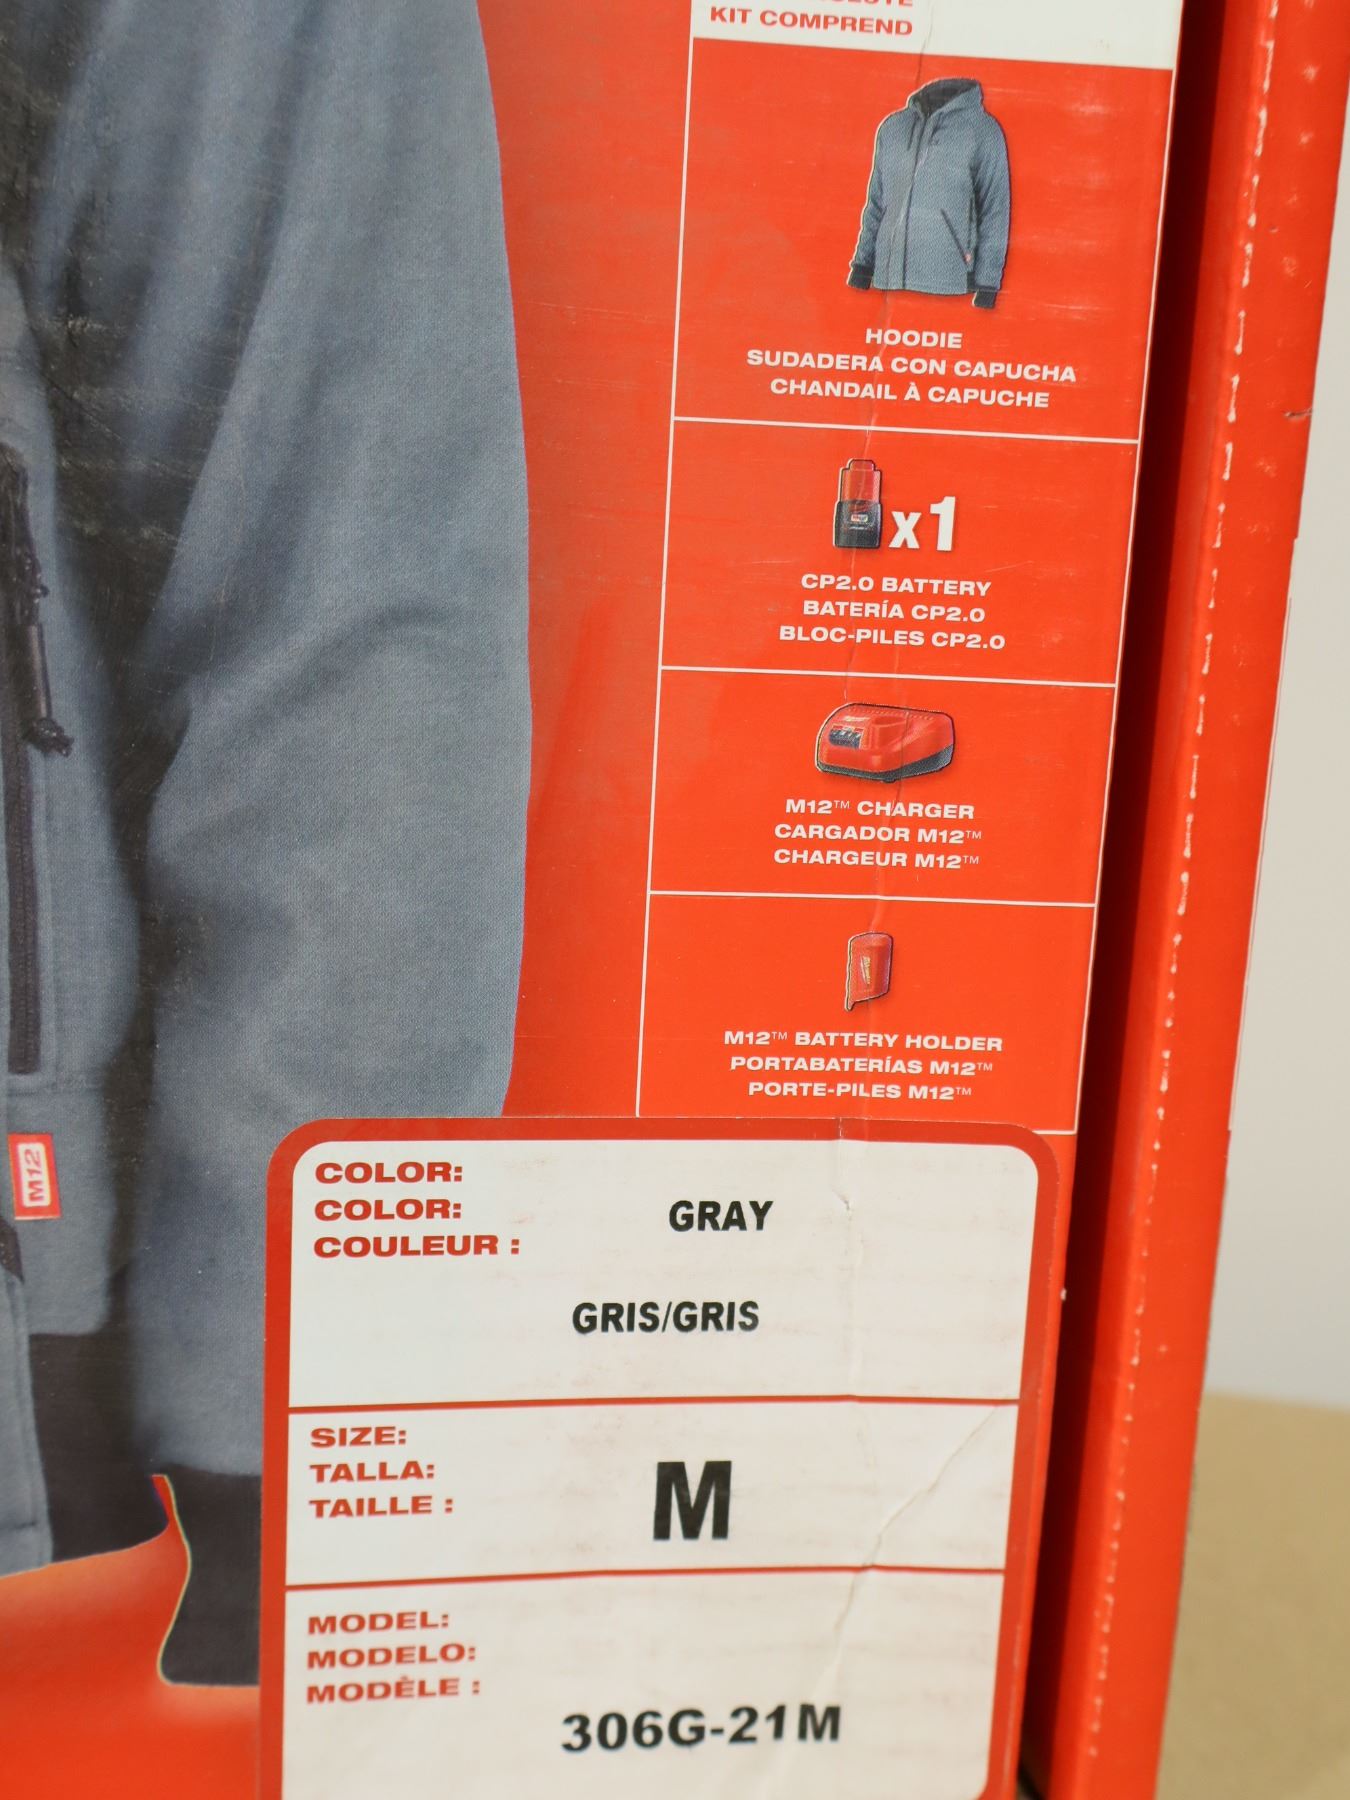 KIT COMPREND
HOODIE
SUDADERA CON CAPUCHA
CHANDAIL À CAPUCHE
x1
CP2.0 BATTERY
BATERÍA CP2.0
BLOC-PILES CP2.0
M12™ CHARGER
CARGADOR M12™
CHARGEUR M12™
M12™ BATTERY HOLDER
PORTABATERÍAS M12™
PORTE-PILES M12™
M12
COLOR:
COLOR:
COULEUR :
GRAY
GRIS/GRIS
SIZE:
TALLA:
TAILLE :
M
MODEL:
MODELO:
MODÈLE :
306G-21M